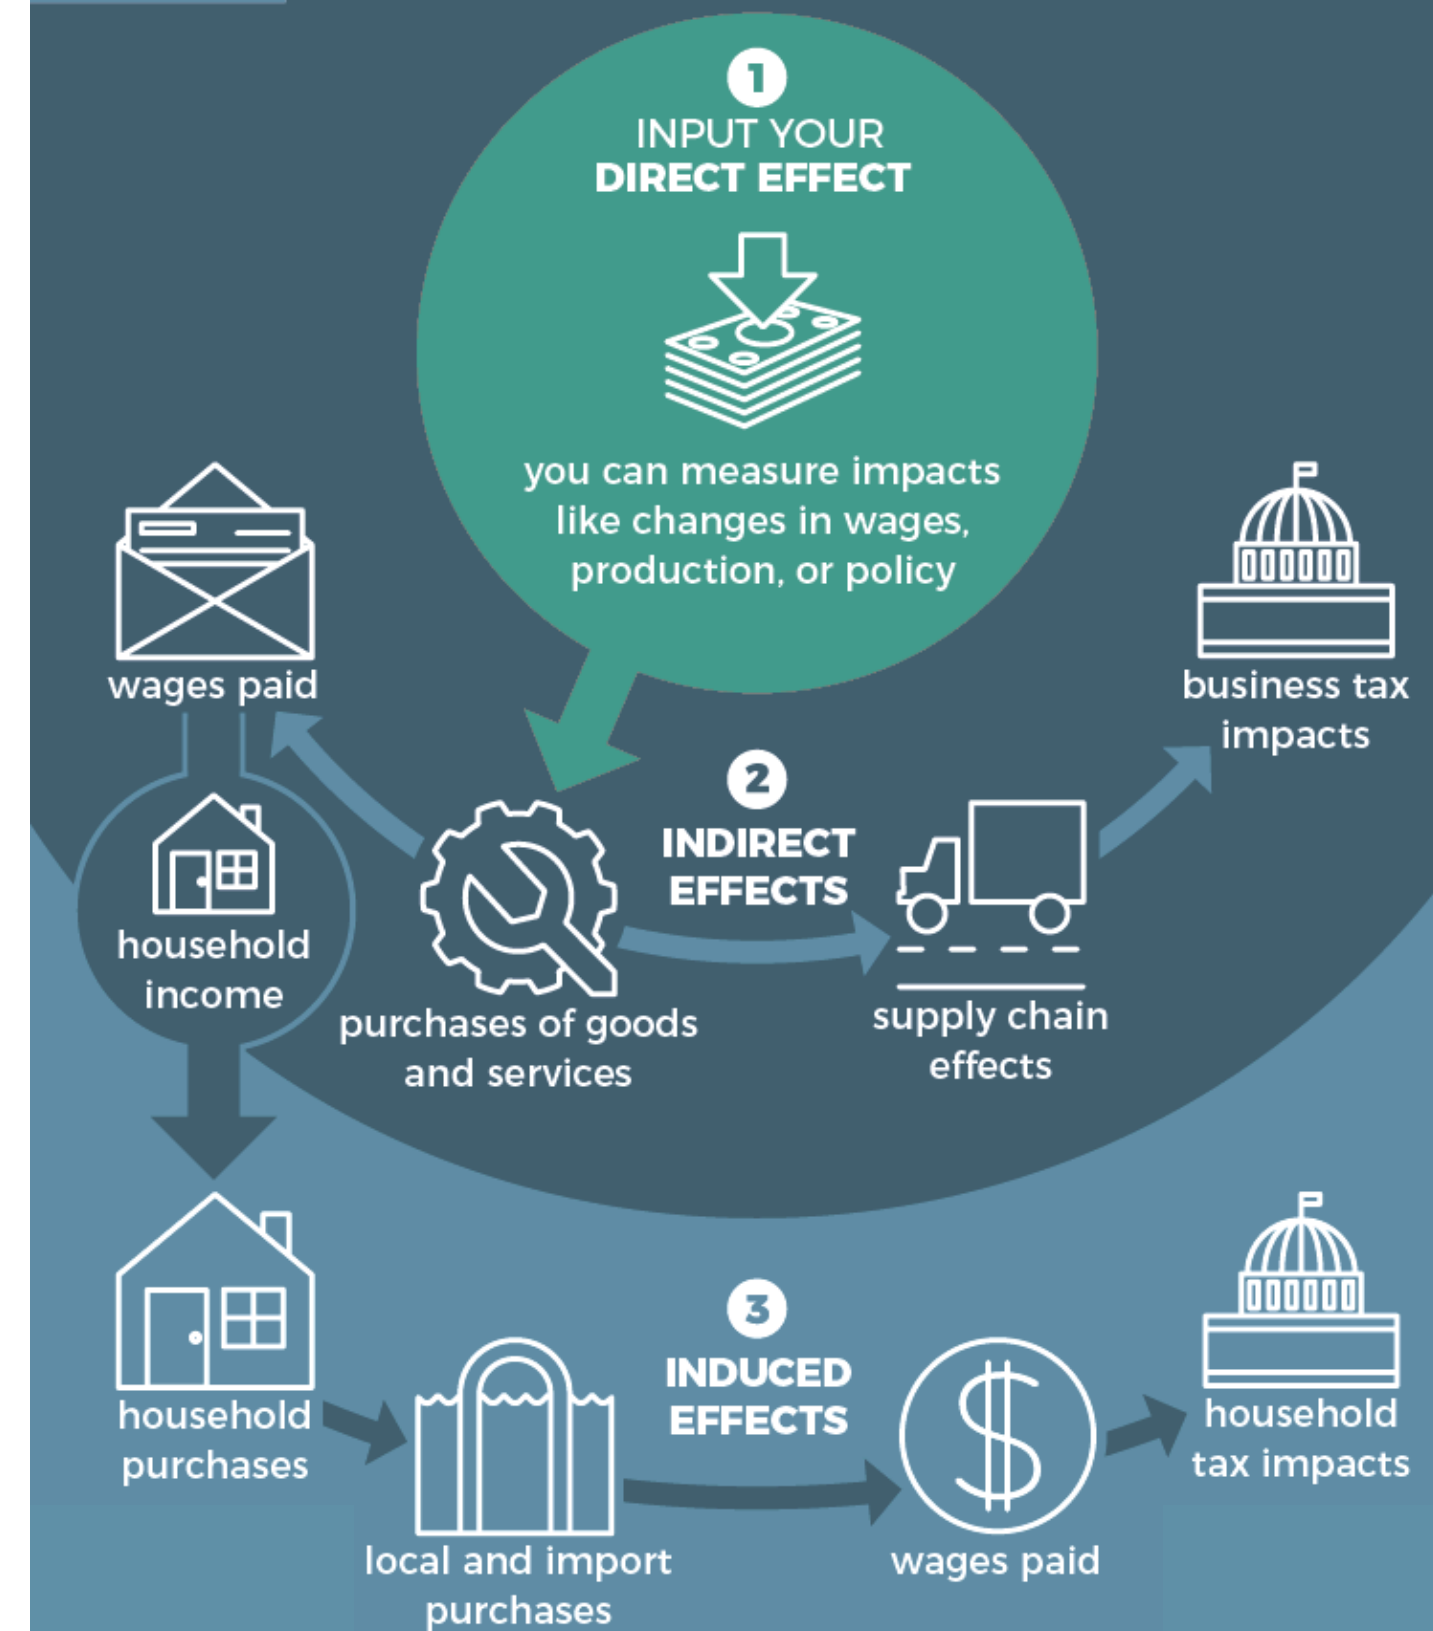 1
INPUT YOUR
DIRECT EFFECT
you can measure impacts
like changes in wages,
production, or policy
wages paid
business tax
impacts
household
income
2
INDIRECT
EFFECTS
purchases of goods
and services
supply chain
effects
household
purchases
3
INDUCED
EFFECTS
local and import
purchases
wages paid
household
tax impacts